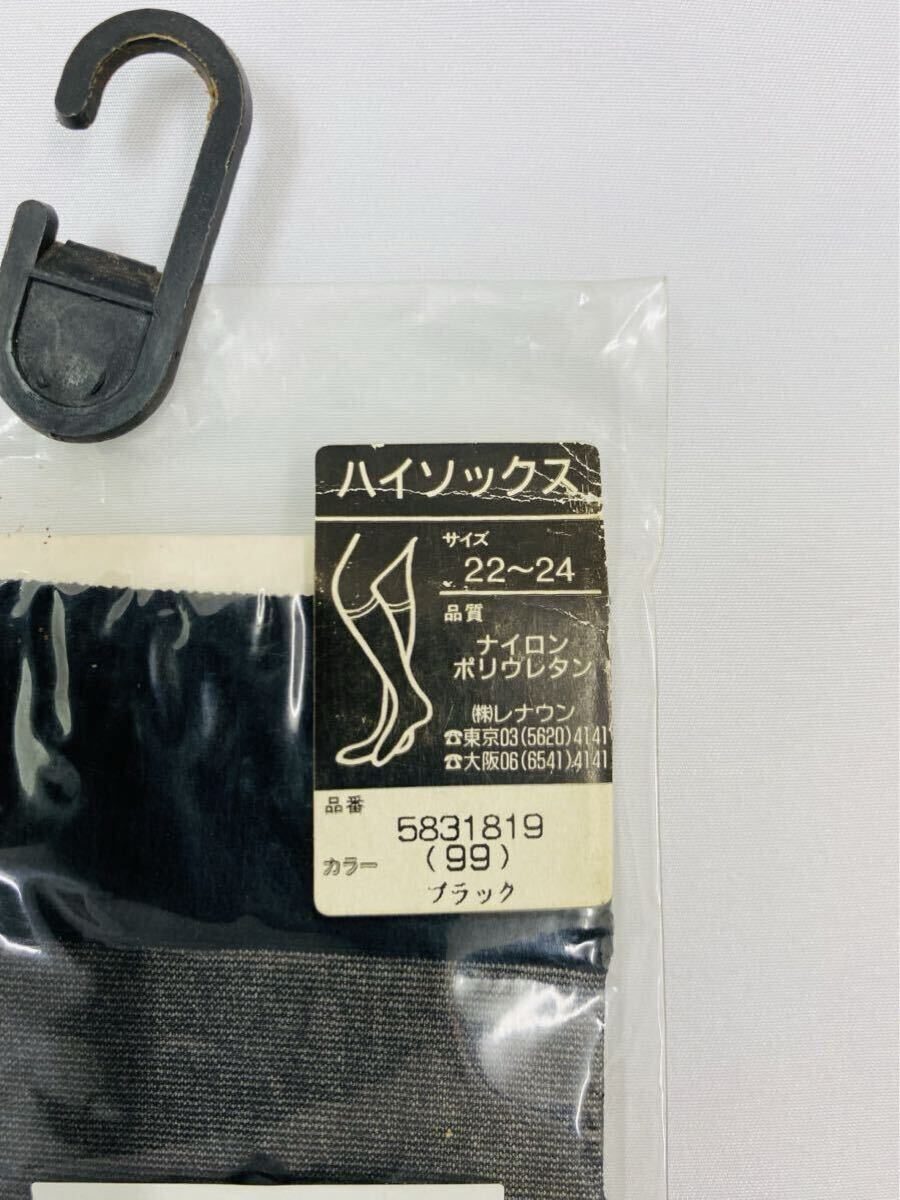 ハイソックス
サイズ
22〜24
品質
ナイロン
ポリウレタン
㈱レナウン
☎東京03(5620)4141
☎大阪06(6541)4141
品番
5831819
カラー (99)
ブラック